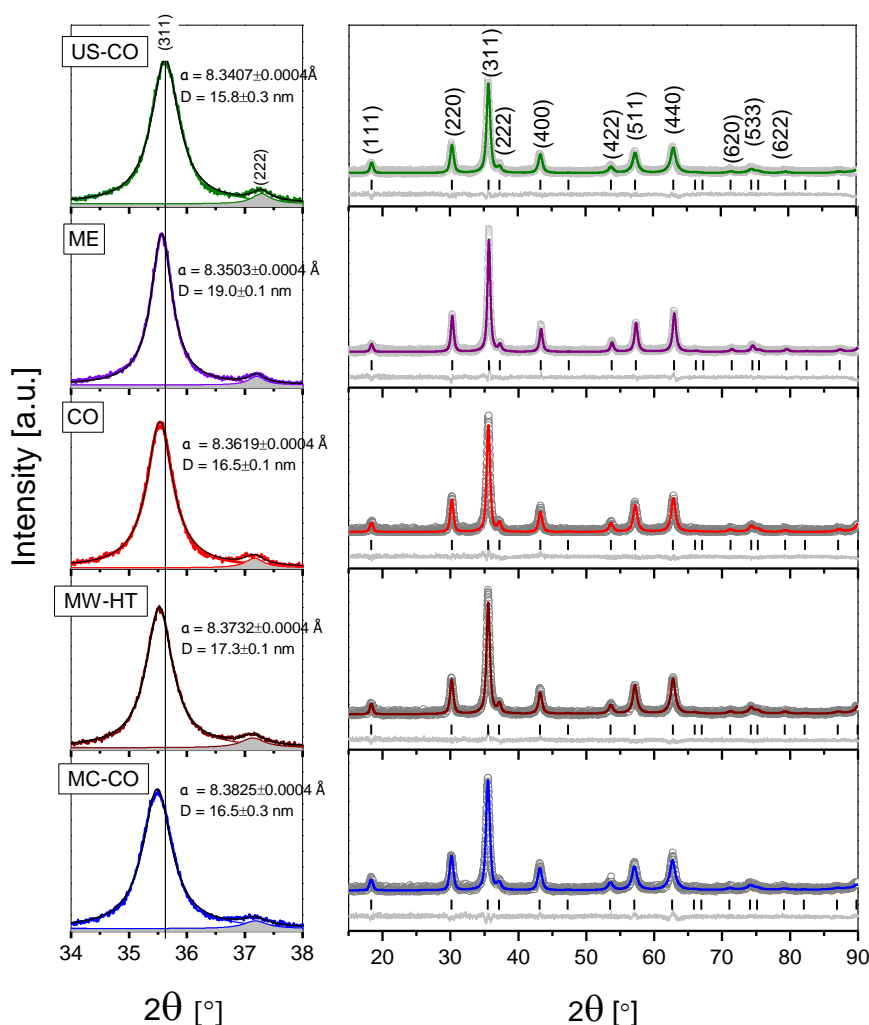 US-CO
(311)
ɑ = 8.3407±0.0004Å
D = 15.8±0.3 nm
(222)
(111)
(220)
(311)
(222)
(400)
(422)
(511)
(440)
(620)
(533)
(622)
ME
ɑ = 8.3503±0.0004 Å
D = 19.0±0.1 nm
CO
ɑ = 8.3619±0.0004 Å
D = 16.5±0.1 nm
MW-HT
ɑ = 8.3732±0.0004 Å
D = 17.3±0.1 nm
MC-CO
ɑ = 8.3825±0.0004 Å
D = 16.5±0.3 nm
Intensity [a.u.]
34 35 36 37 38
20 30 40 50 60 70 80 90
2θ [°]
2θ [°]